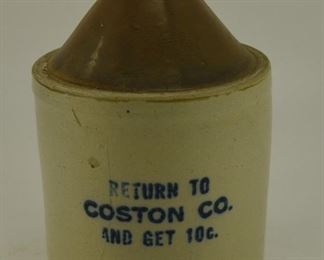 RETURN TO
COSTON CO.
AND GET 10c.